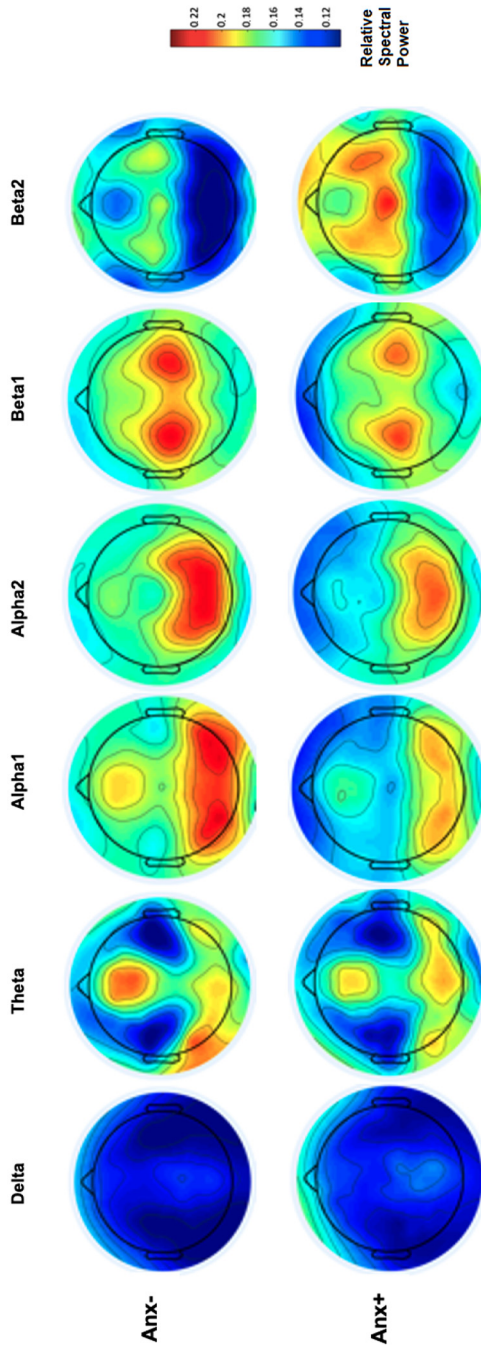 Delta Theta Alpha1 Alpha2 Beta1 Beta2
Anx-
Anx+
0.22 0.2 0.18 0.16 0.14 0.12
Relative
Spectral
Power